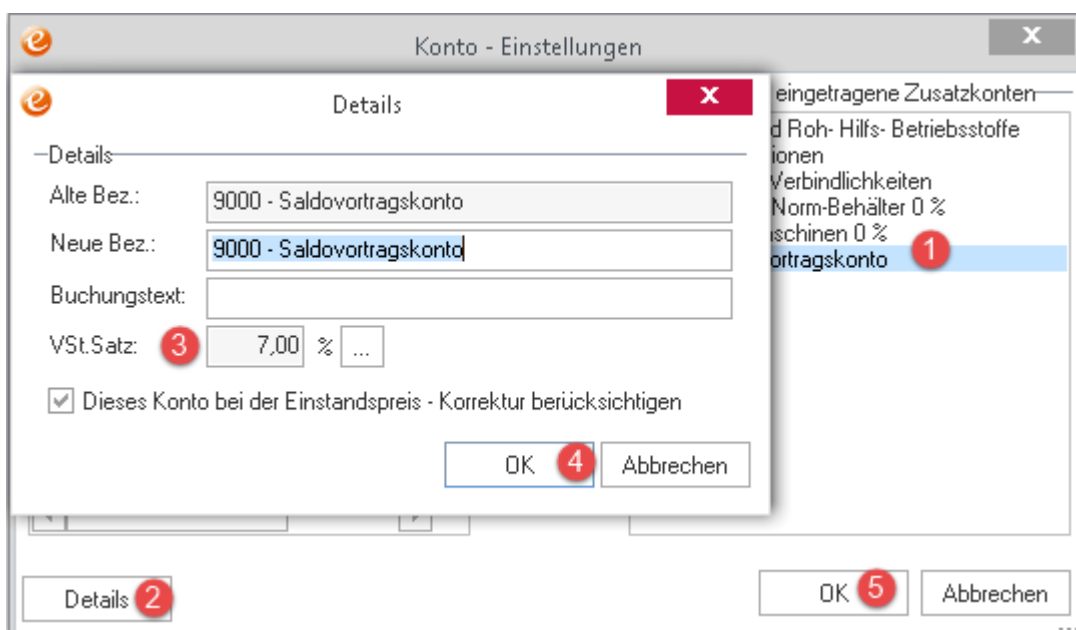 Konto - Einstellungen
x
Details
x
eingetragene Zusatzkonten
d Roh- Hilfs- Betriebsstoffe
ionen
Verbindlichkeiten
Norm-Behälter 0 %
schinen 0 %
ortragskonto 1
Details
Alte Bez.: 9000 - Saldovortragskonto
Neue Bez.: 9000 - Saldovortragskonto
Buchungstext:
VSt.Satz: 3 7,00 % ...
Dieses Konto bei der Einstandspreis - Korrektur berücksichtigen
OK 4 Abbrechen
Details 2 OK 5 Abbrechen